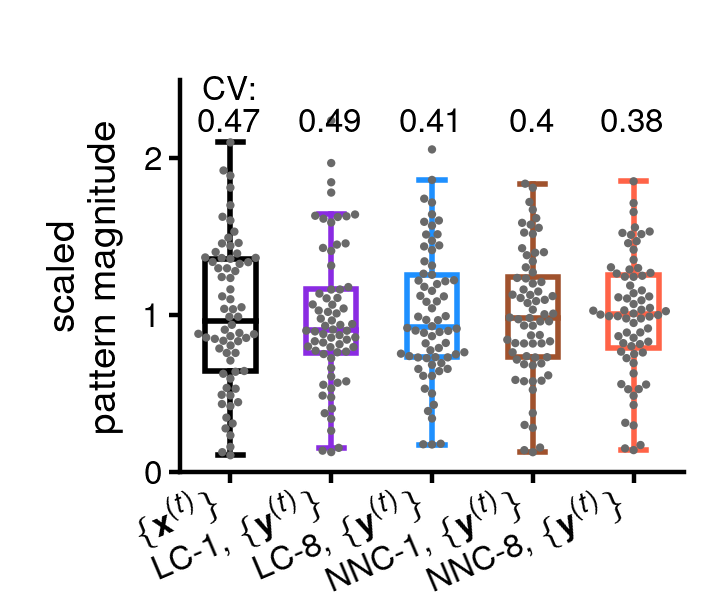 CV:
0.47 0.49 0.41 0.4 0.38
2
1
0
scaled
pattern magnitude
{𝐱⁽ᵗ⁾}
LC-1, {𝐲⁽ᵗ⁾}
LC-8, {𝐲⁽ᵗ⁾}
NNC-1, {𝐲⁽ᵗ⁾}
NNC-8, {𝐲⁽ᵗ⁾}